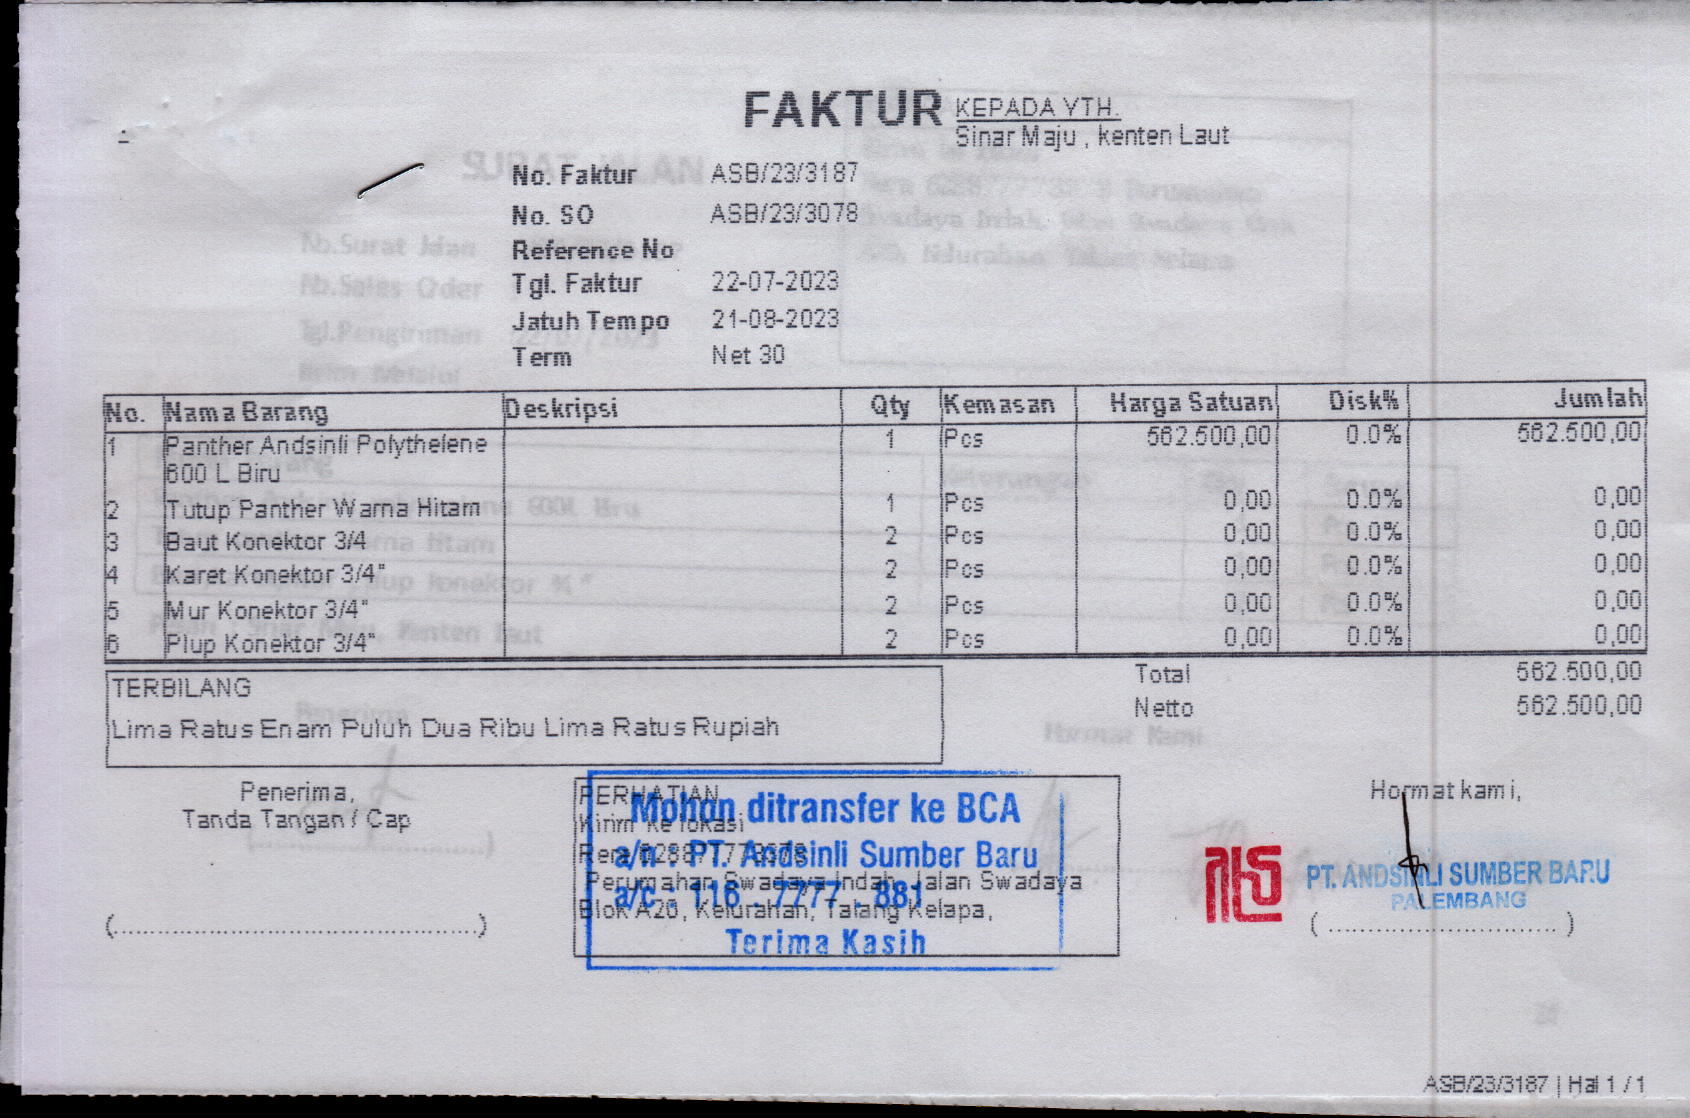 FAKTUR
KEPADA YTH.
Sinar Maju , kenten Laut
No. Faktur ASB/23/3187
No. SO ASB/23/3078
Reference No
Tgl. Faktur 22-07-2023
Jatuh Tempo 21-08-2023
Term Net 30
No. Nama Barang Deskripsi Qty Kemasan Harga Satuan Disk% Jumlah
1 Panther Andsinli Polythelene 1 Pcs 562.500,00 0.0% 562.500,00
600 L Biru
2 Tutup Panther Warna Hitam 1 Pcs 0,00 0.0% 0,00
3 Baut Konektor 3/4 2 Pcs 0,00 0.0% 0,00
4 Karet Konektor 3/4" 2 Pcs 0,00 0.0% 0,00
5 Mur Konektor 3/4" 2 Pcs 0,00 0.0% 0,00
6 Plup Konektor 3/4" 2 Pcs 0,00 0.0% 0,00
Total 562.500,00
Netto 562.500,00
TERBILANG
Lima Ratus Enam Puluh Dua Ribu Lima Ratus Rupiah
Penerima,
Tanda Tangan / Cap
(........................................)
PERHATIAN
Kirim ke lokasi
Rera
Perumahan Swadaya Indah, Jalan Swadaya
Blok A20, Kelurahan, Talang Kelapa,
Mohon ditransfer ke BCA
a/n : PT. Andsinli Sumber Baru
a/c : 116 . 7777 . 881
Terima Kasih
Hormat kami,
PT. ANDSINLI SUMBER BARU
PALEMBANG
(............................)
ASB/23/3187 | Hal 1 / 1